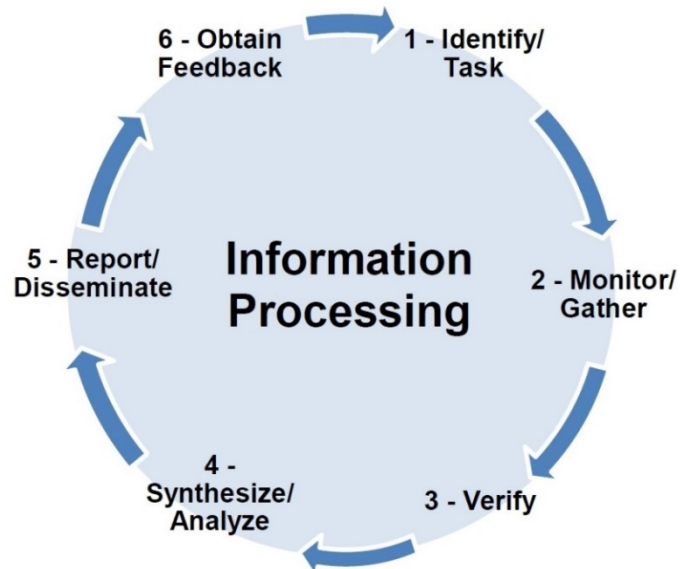 6 - Obtain
Feedback
1 - Identify/
Task
5 - Report/
Disseminate
Information
Processing
2 - Monitor/
Gather
4 -
Synthesize/
Analyze
3 - Verify